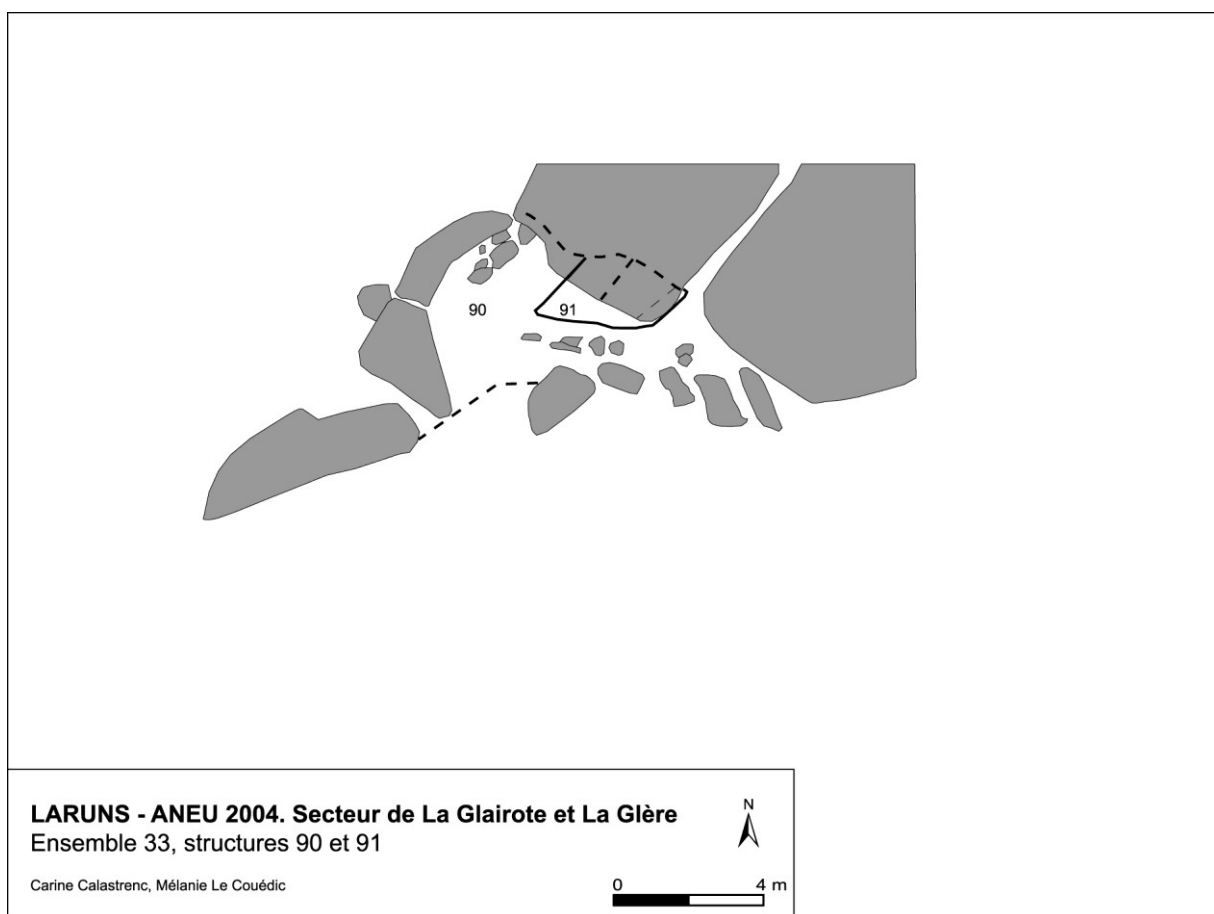 90
91
LARUNS - ANEU 2004. Secteur de La Glairote et La Glère
Ensemble 33, structures 90 et 91
Carine Calastrenc, Mélanie Le Couédic
N
0 4 m